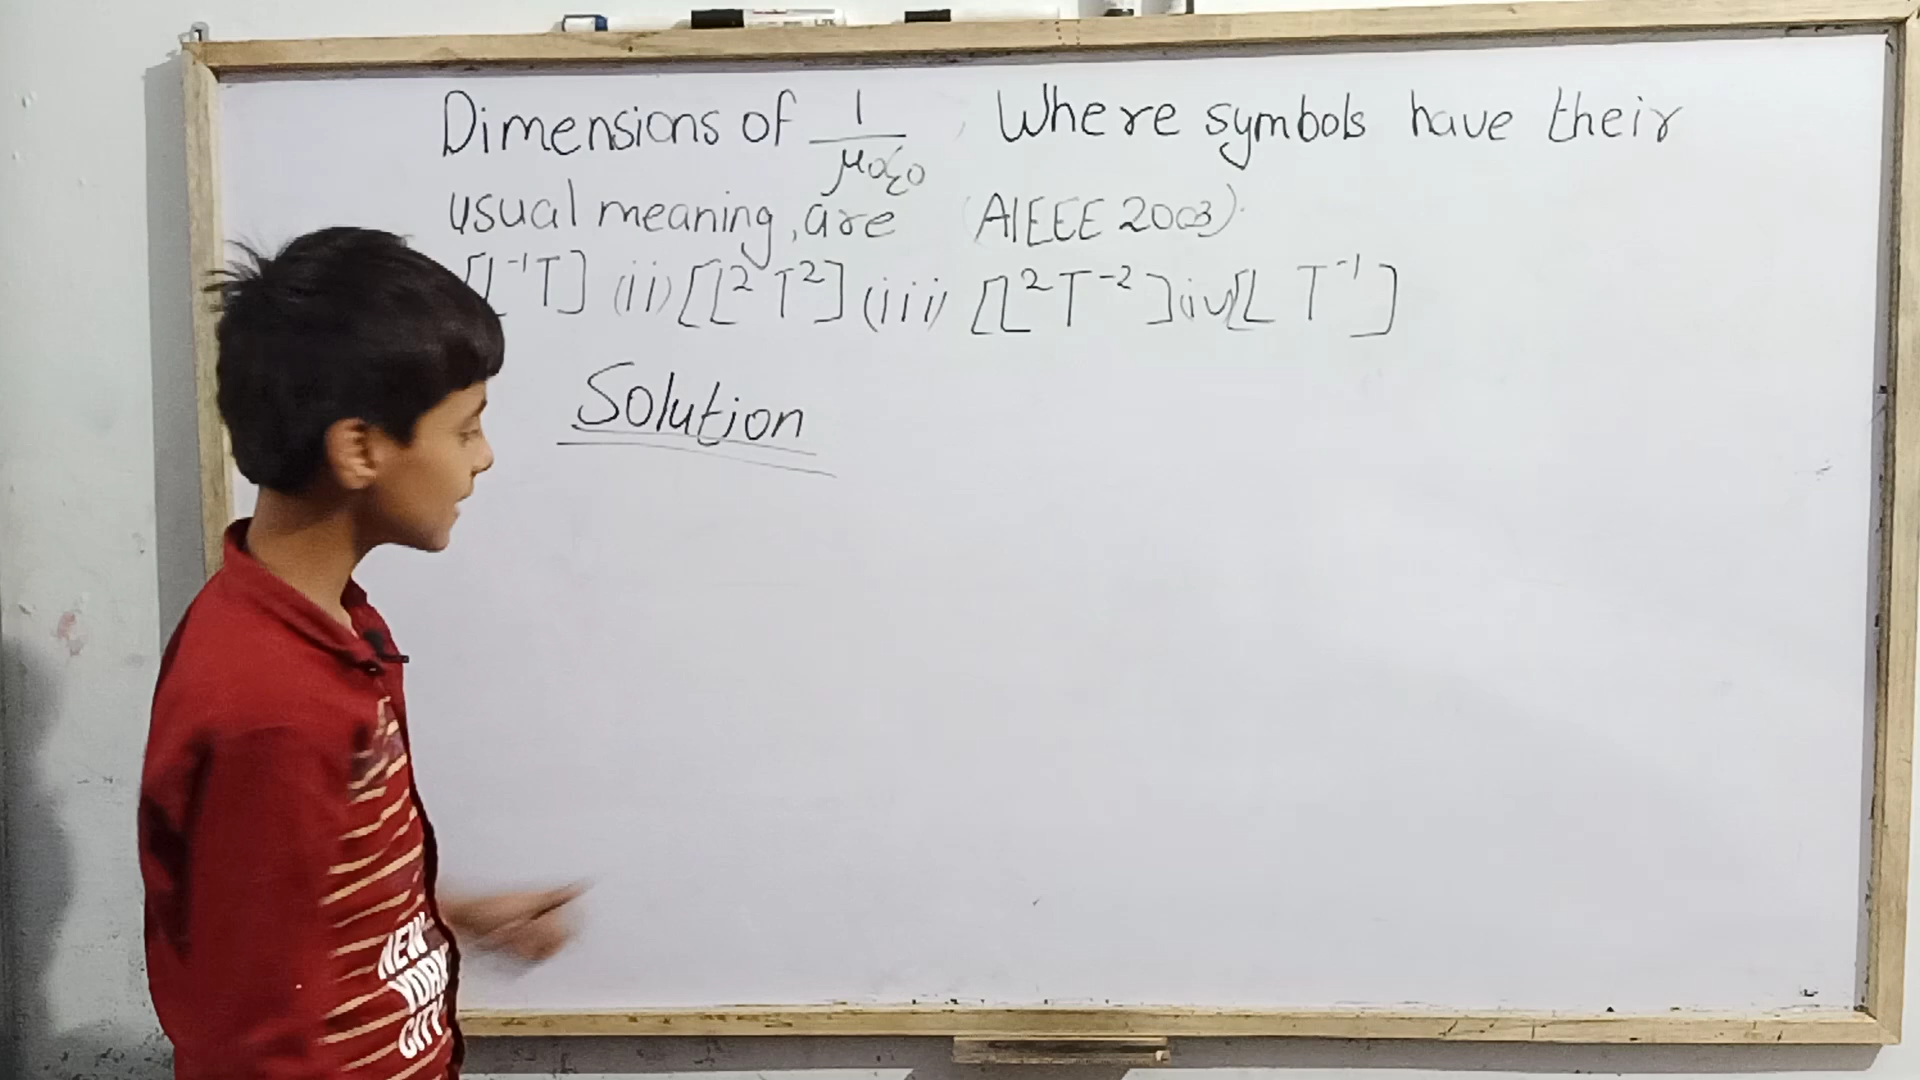 Dimensions of 1/μ0ε0, Where symbols have their
usual meaning, are (AIEEE 2003).
[L⁻¹T] (ii) [L²T²] (iii) [L²T⁻²] iv) [L T⁻¹]
Solution
NEW
YORK
CITY